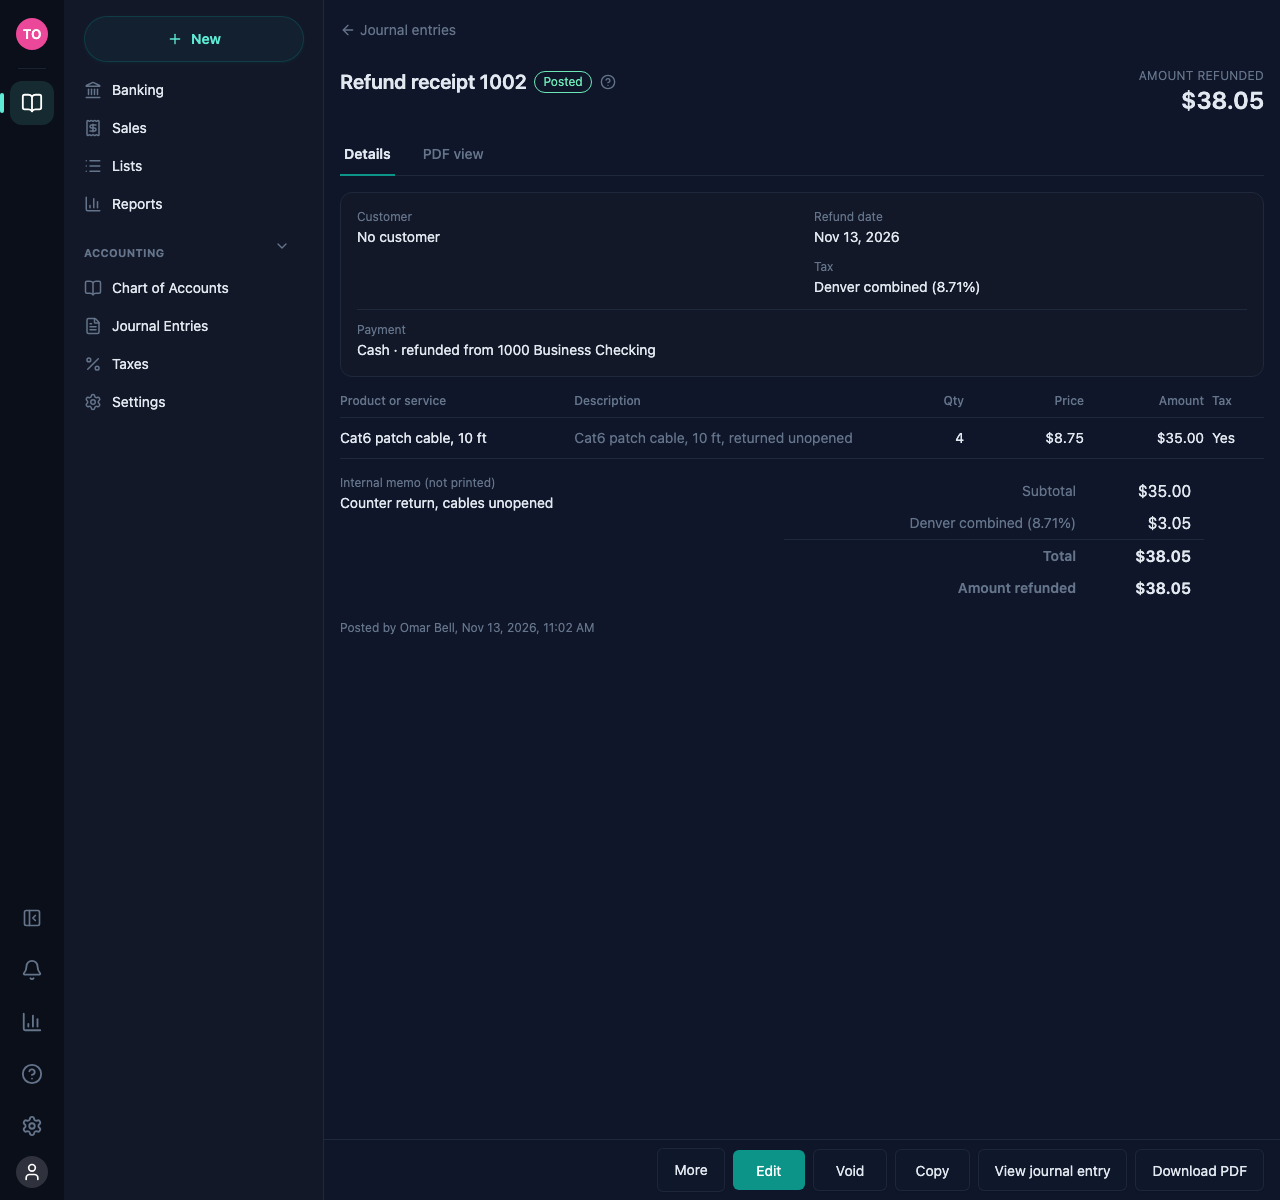 TO
New
Banking
Sales
Lists
Reports
ACCOUNTING
Chart of Accounts
Journal Entries
Taxes
Settings
Journal entries
Refund receipt 1002 Posted
AMOUNT REFUNDED
$38.05
Details PDF view
Customer
No customer
Refund date
Nov 13, 2026
Tax
Denver combined (8.71%)
Payment
Cash · refunded from 1000 Business Checking
Product or service Description Qty Price Amount Tax
Cat6 patch cable, 10 ft Cat6 patch cable, 10 ft, returned unopened 4 $8.75 $35.00 Yes
Internal memo (not printed)
Counter return, cables unopened
Subtotal $35.00
Denver combined (8.71%) $3.05
Total $38.05
Amount refunded $38.05
Posted by Omar Bell, Nov 13, 2026, 11:02 AM
More Edit Void Copy View journal entry Download PDF